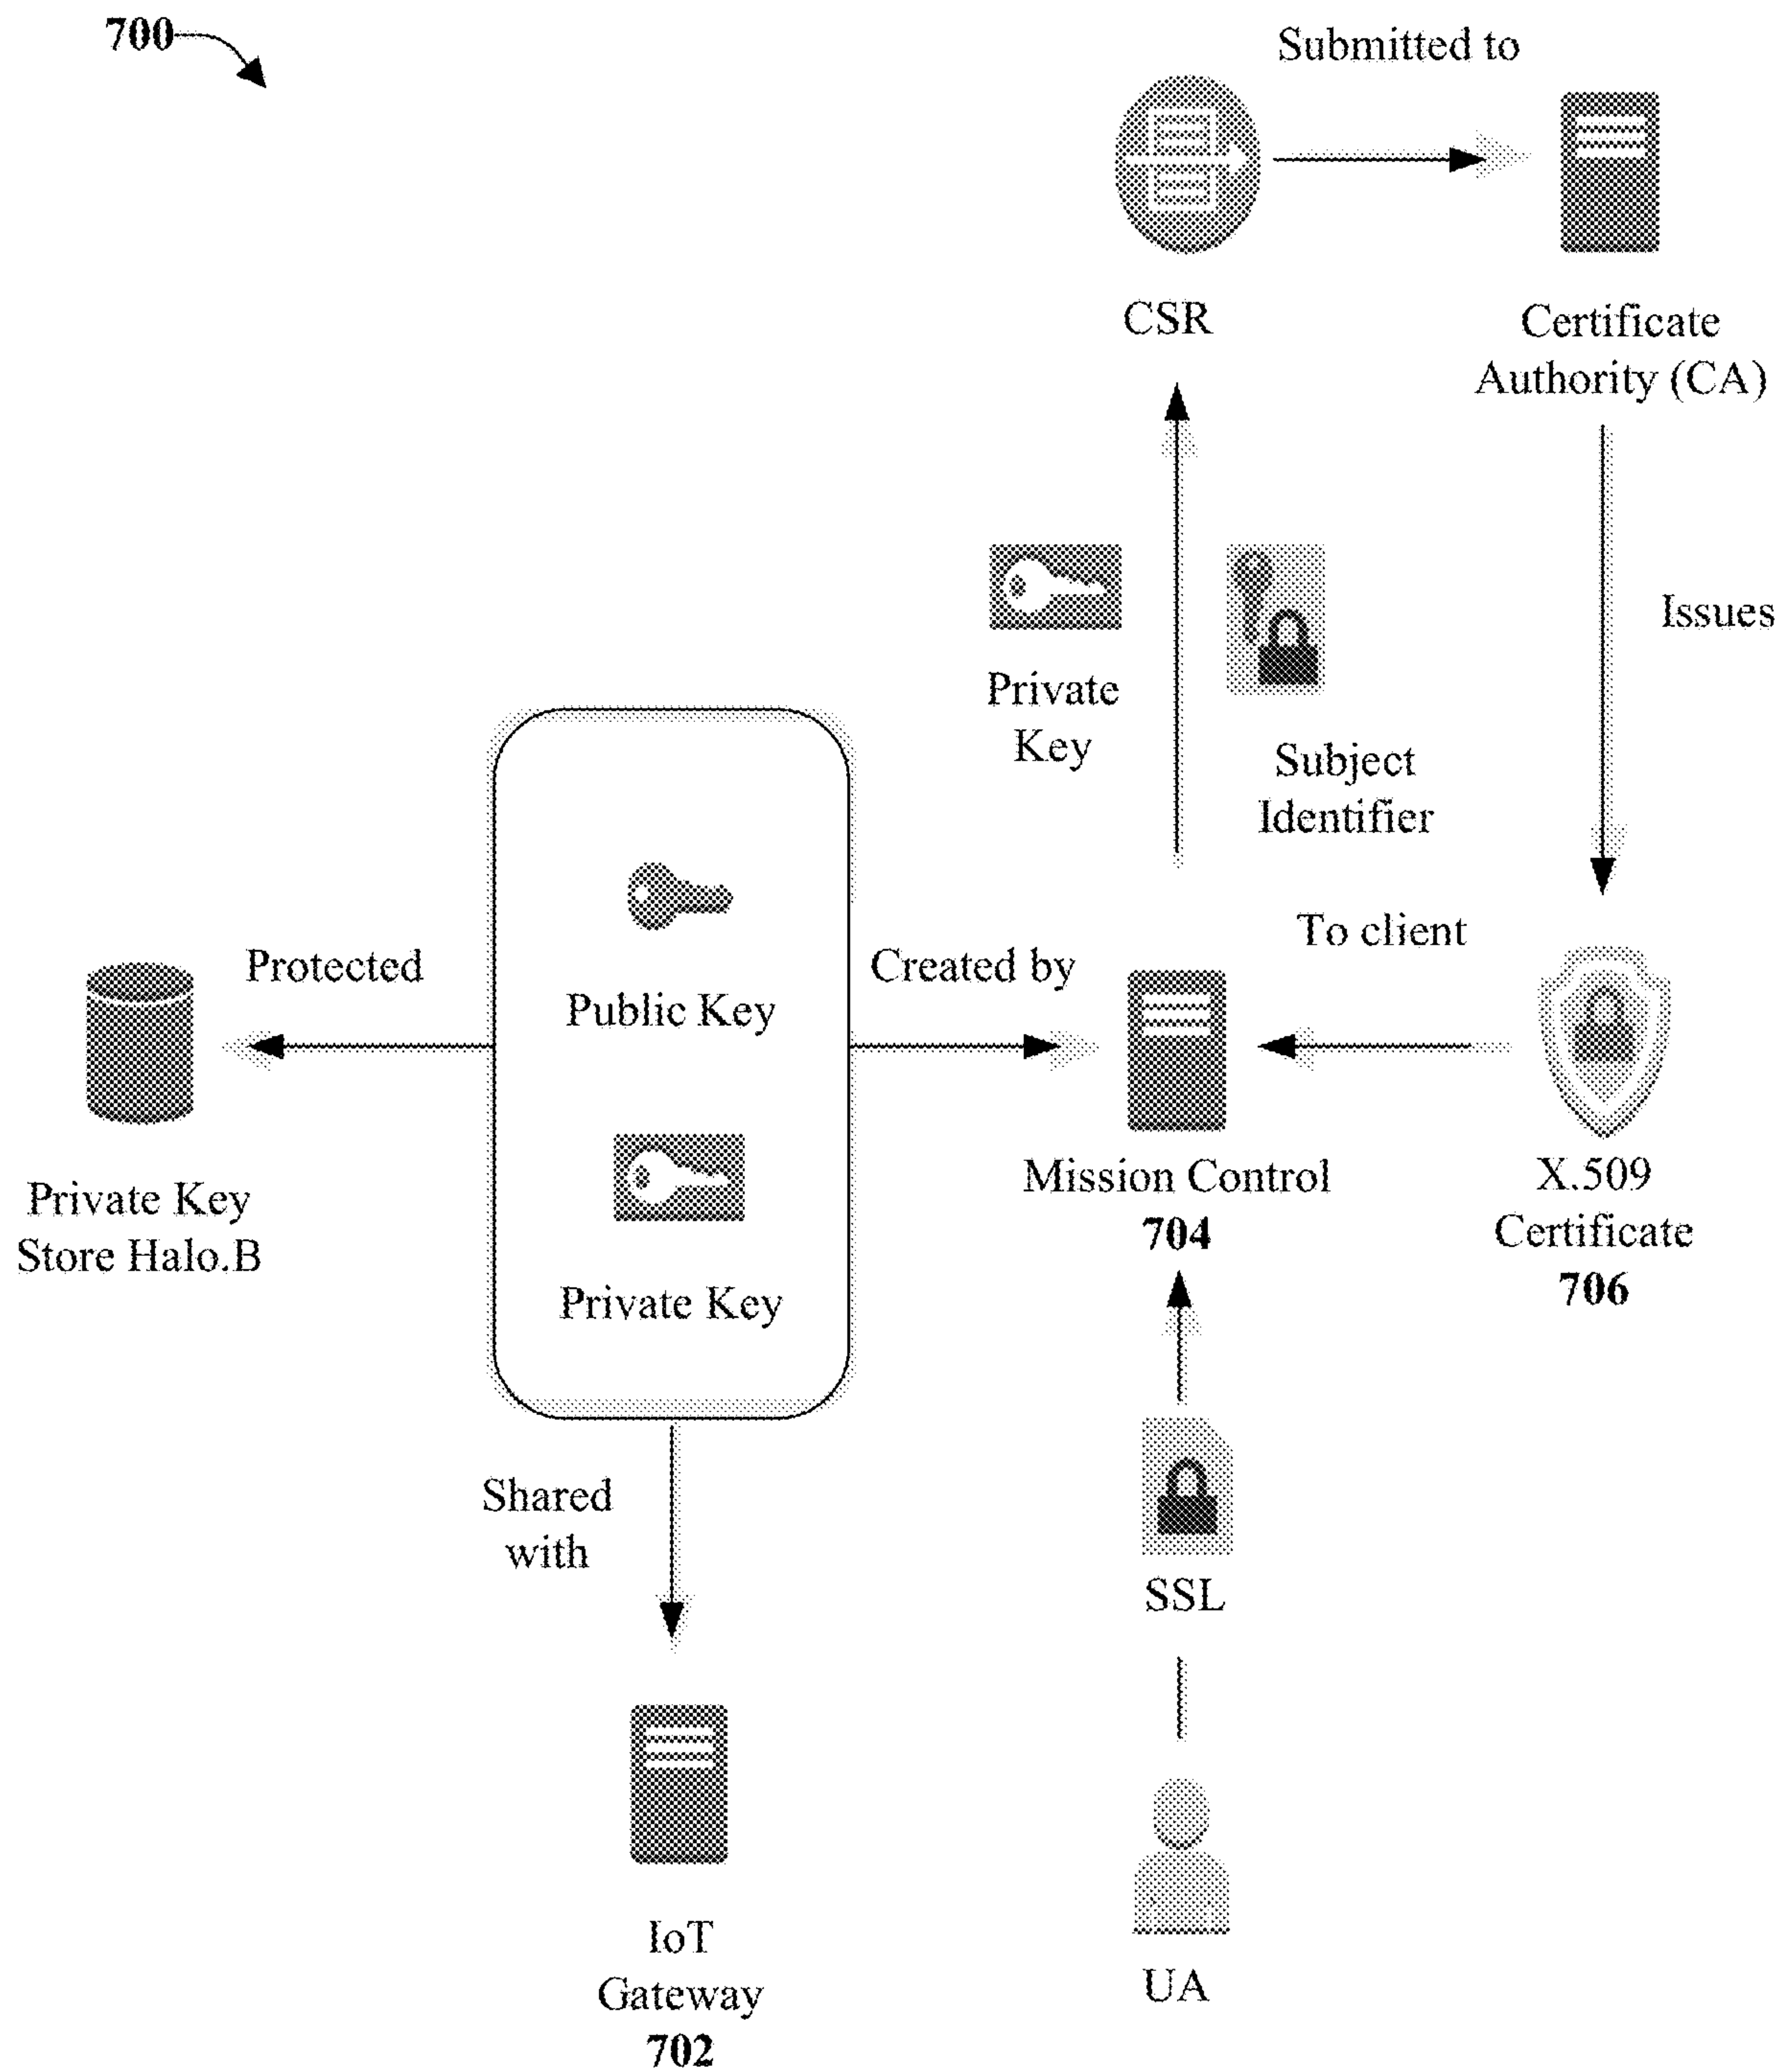 700
Submitted to
CSR
Certificate
Authority (CA)
Issues
Private
Key
Subject
Identifier
To client
Protected
Public Key
Created by
Private Key
Store Halo.B
Private Key
Mission Control
704
X.509
Certificate
706
Shared
with
SSL
IoT
Gateway
702
UA